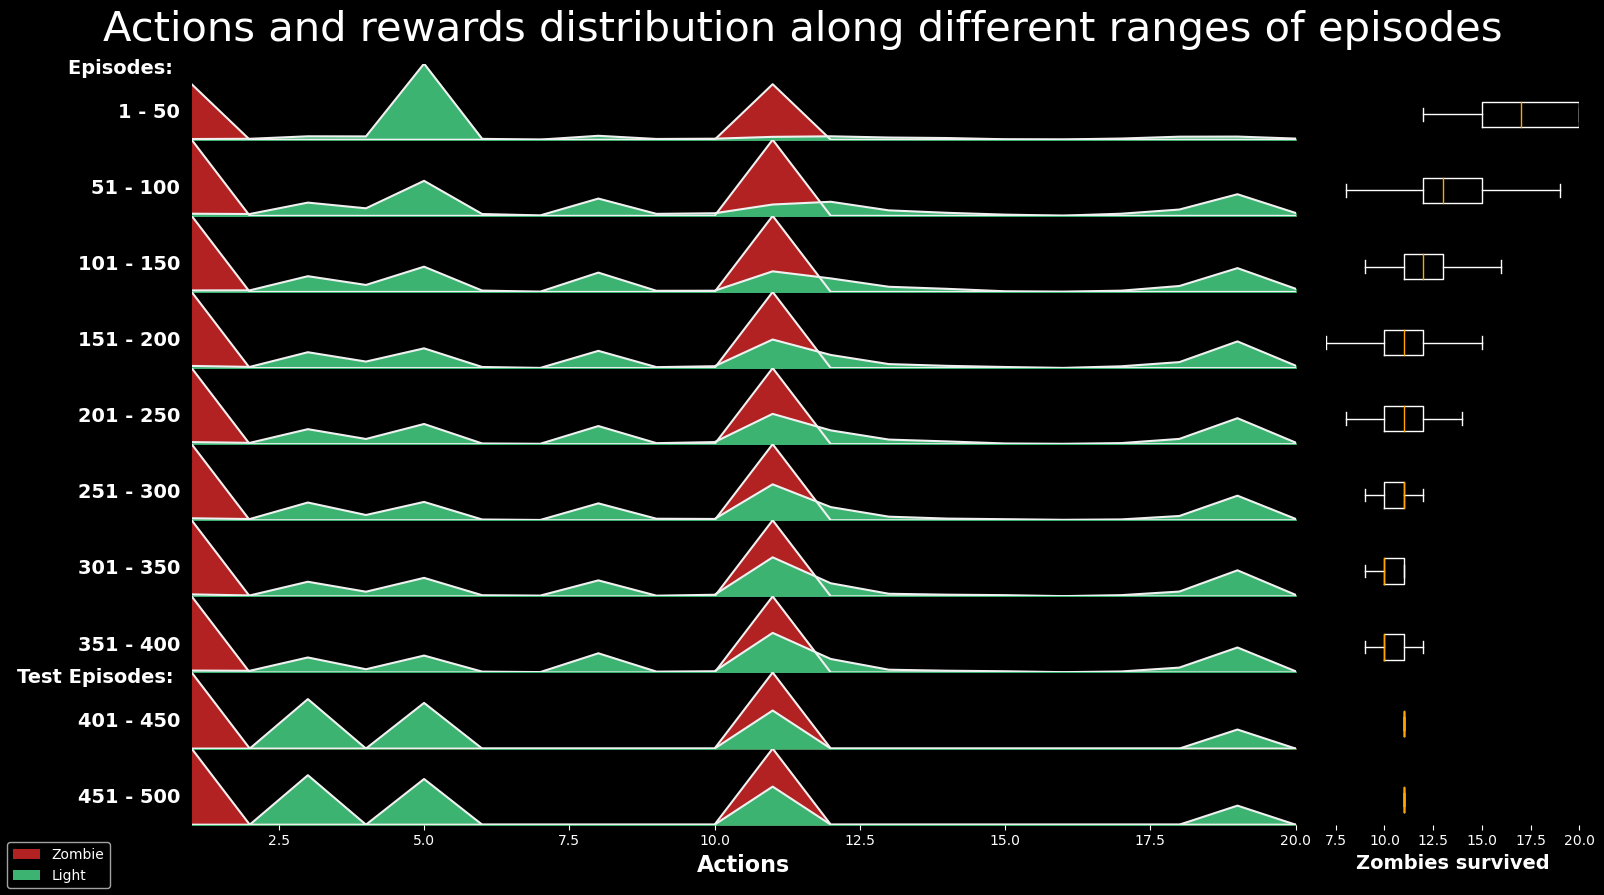 Actions and rewards distribution along different ranges of episodes
Episodes:
1 - 50
51 - 100
101 - 150
151 - 200
201 - 250
251 - 300
301 - 350
351 - 400
Test Episodes:
401 - 450
451 - 500
2.5 5.0 7.5 10.0 12.5 15.0 17.5 20.0
7.5 10.0 12.5 15.0 17.5 20.0
Actions
Zombies survived
Zombie
Light